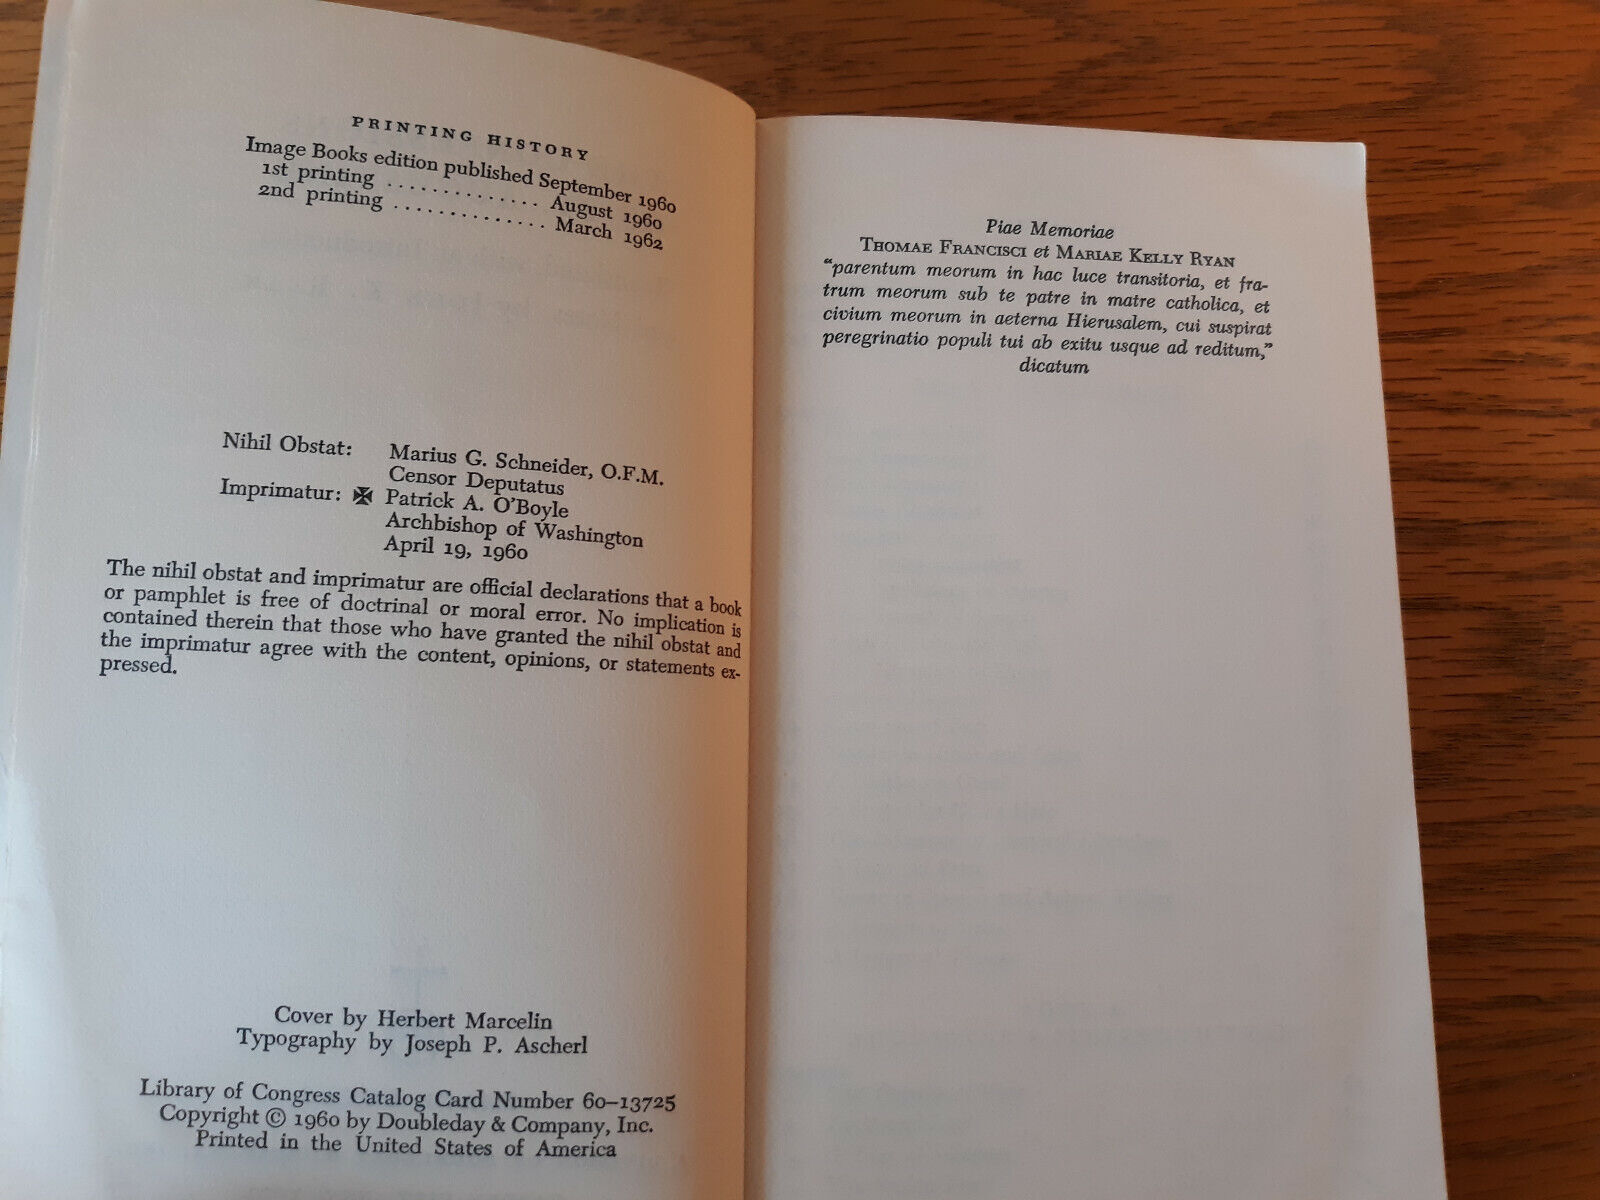 PRINTING HISTORY
Image Books edition published September 1960
1st printing . . . . . . . . . . . . . . August 1960
2nd printing . . . . . . . . . . . . . . March 1962
Nihil Obstat: Marius G. Schneider, O.F.M.
Censor Deputatus
Imprimatur: ✠ Patrick A. O'Boyle
Archbishop of Washington
April 19, 1960
The nihil obstat and imprimatur are official declarations that a book
or pamphlet is free of doctrinal or moral error. No implication is
contained therein that those who have granted the nihil obstat and
the imprimatur agree with the content, opinions, or statements ex-
pressed.
Cover by Herbert Marcelin
Typography by Joseph P. Ascherl
Library of Congress Catalog Card Number 60–13725
Copyright © 1960 by Doubleday & Company, Inc.
Printed in the United States of America
Piae Memoriae
THOMAE FRANCISCI et MARIAE KELLY RYAN
“parentum meorum in hac luce transitoria, et fra-
trum meorum sub te patre in matre catholica, et
civium meorum in aeterna Hierusalem, cui suspirat
peregrinatio populi tui ab exitu usque ad reditum,”
dicatum